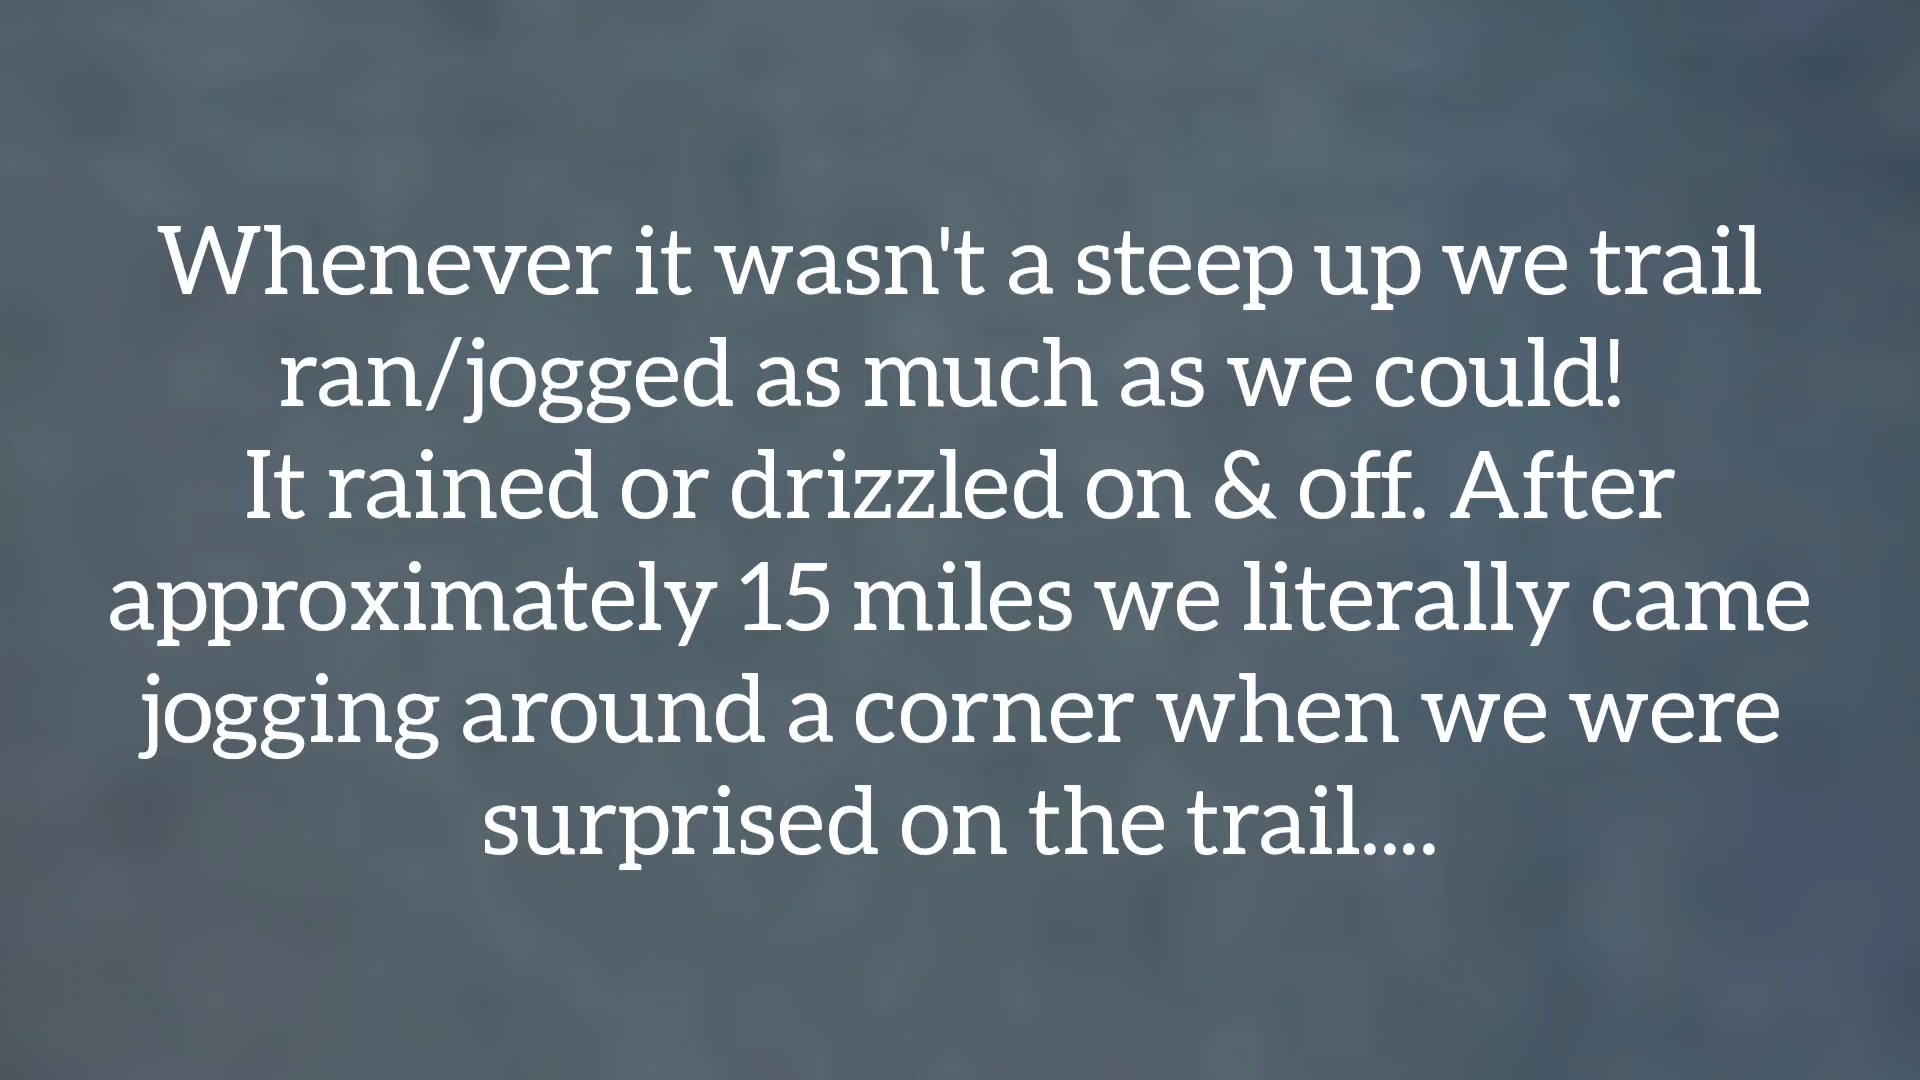 Whenever it wasn't a steep up we trail
ran/jogged as much as we could!
It rained or drizzled on & off. After
approximately 15 miles we literally came
jogging around a corner when we were
surprised on the trail....